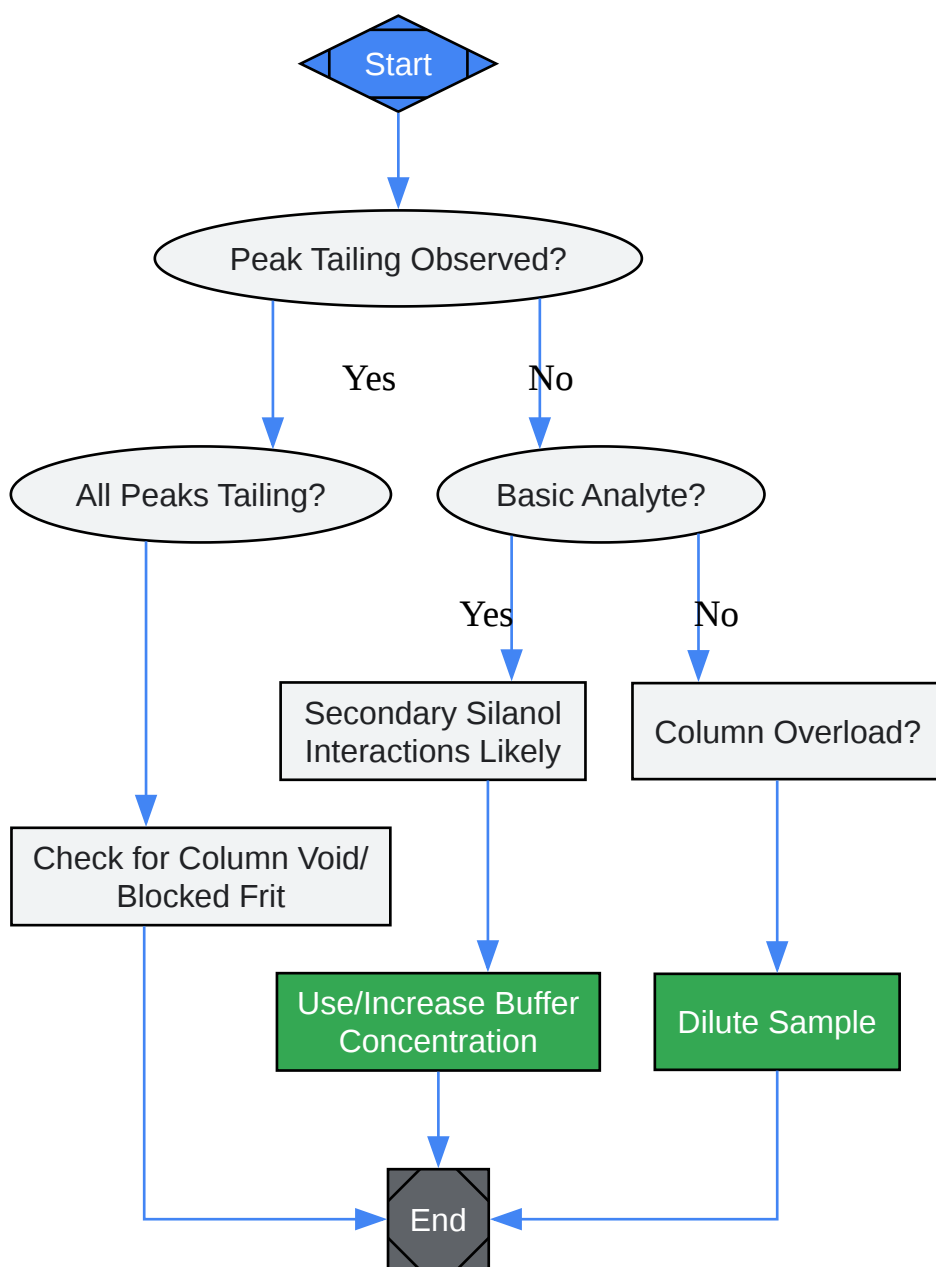 Start
Peak Tailing Observed?
Yes
No
All Peaks Tailing?
Basic Analyte?
Yes
No
Secondary Silanol
Interactions Likely
Column Overload?
Check for Column Void/
Blocked Frit
Use/Increase Buffer
Concentration
Dilute Sample
End